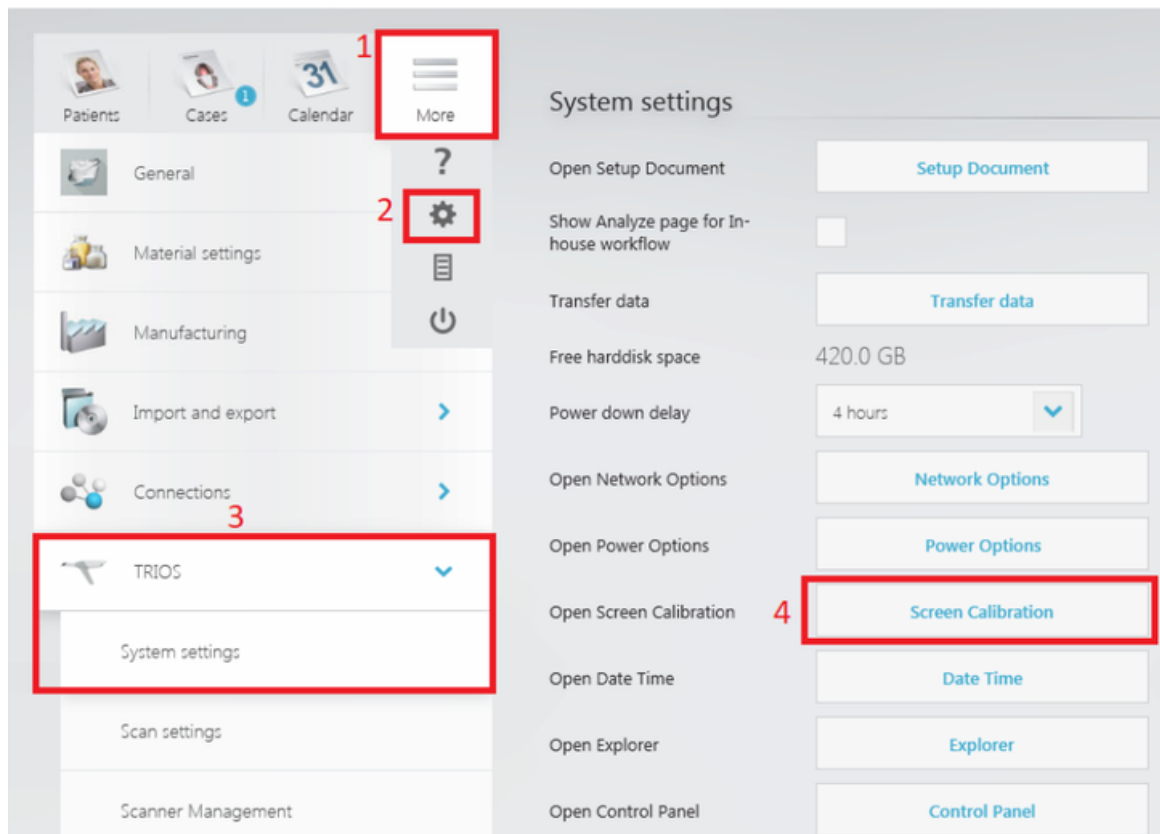 1
31
1
Patients
Cases
Calendar
More
General
?
2
Material settings
Manufacturing
Import and export
Connections
3
TRIOS
System settings
Scan settings
Scanner Management
System settings
Open Setup Document
Setup Document
Show Analyze page for In-
house workflow
Transfer data
Transfer data
Free harddisk space
420.0 GB
Power down delay
4 hours
Open Network Options
Network Options
Open Power Options
Power Options
Open Screen Calibration
4
Screen Calibration
Open Date Time
Date Time
Open Explorer
Explorer
Open Control Panel
Control Panel